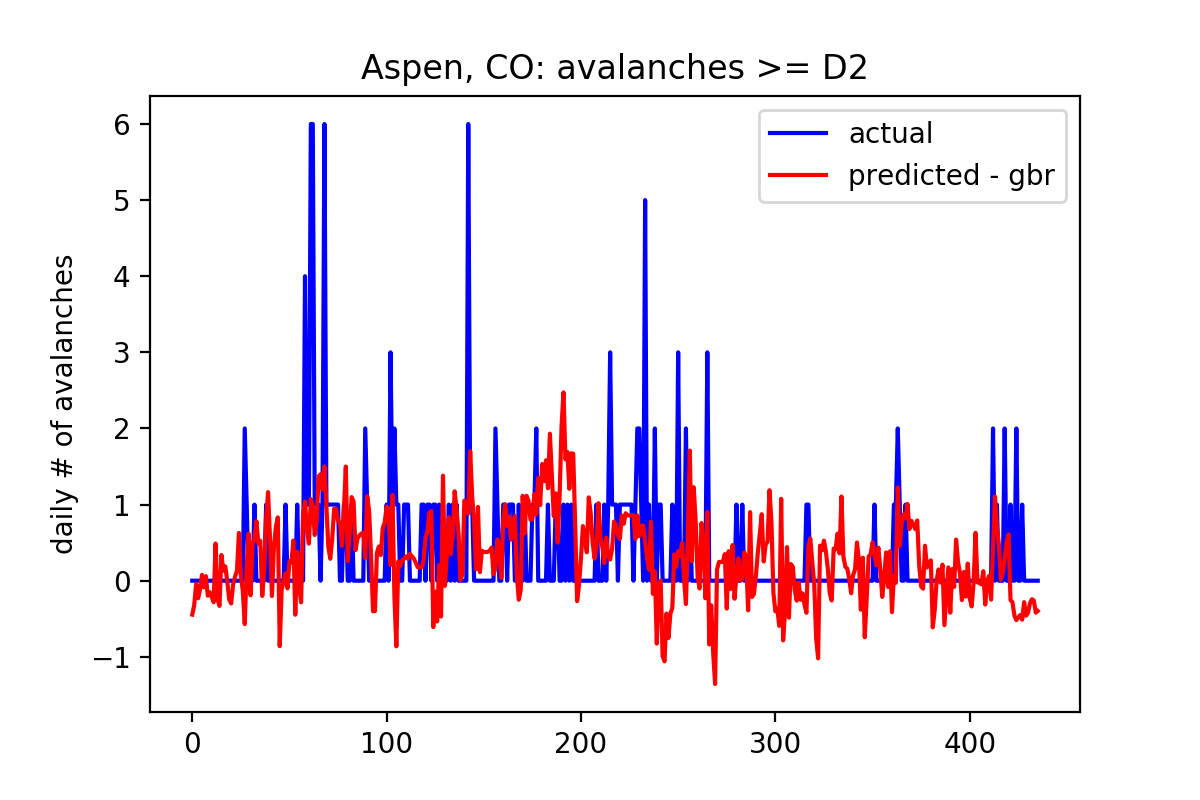 Aspen, CO: avalanches >= D2
actual
predicted - gbr
daily # of avalanches
6
5
4
3
2
1
0
−1
0 100 200 300 400